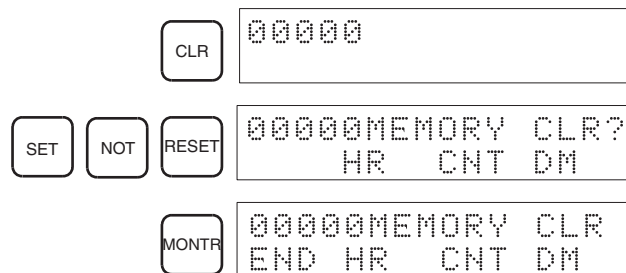 CLR
00000
SET NOT RESET
00000MEMORY CLR?
HR CNT DM
MONTR
00000MEMORY CLR
END HR CNT DM